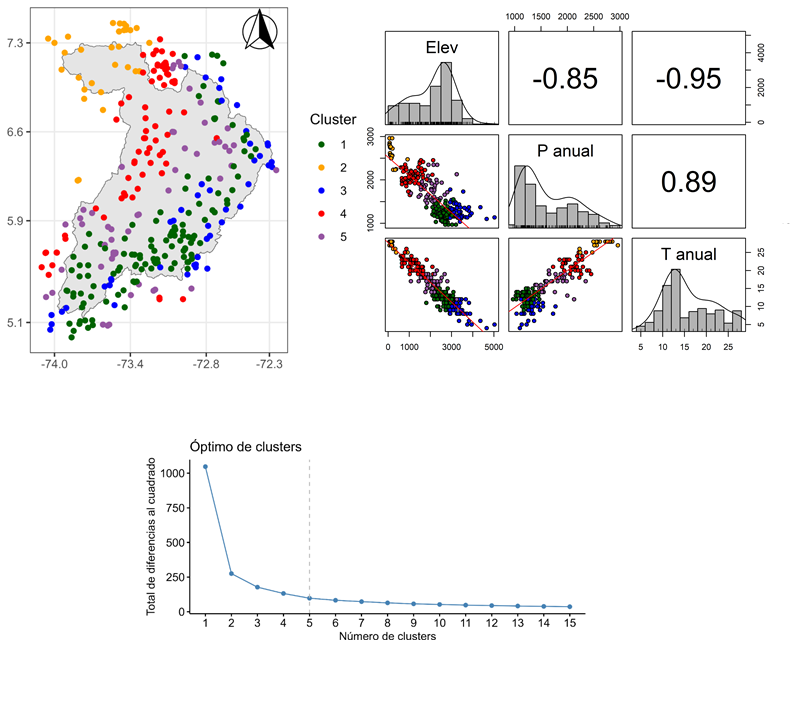 7.3
6.6
5.9
5.1
-74.0
-73.4
-72.8
-72.3
Cluster
1
2
3
4
5
1000 2000 3000
Elev
-0.85
-0.95
0 1000 2000 4000
1000 2000 3000
P anual
0.89
T anual
5 10 15 20 25
0 1000 2000 3000 5000
5 10 15 20 25
Óptimo de clusters
Total de diferencias al cuadrado
1000
750
500
250
0
1 2 3 4 5 6 7 8 9 10 11 12 13 14 15
Número de clusters